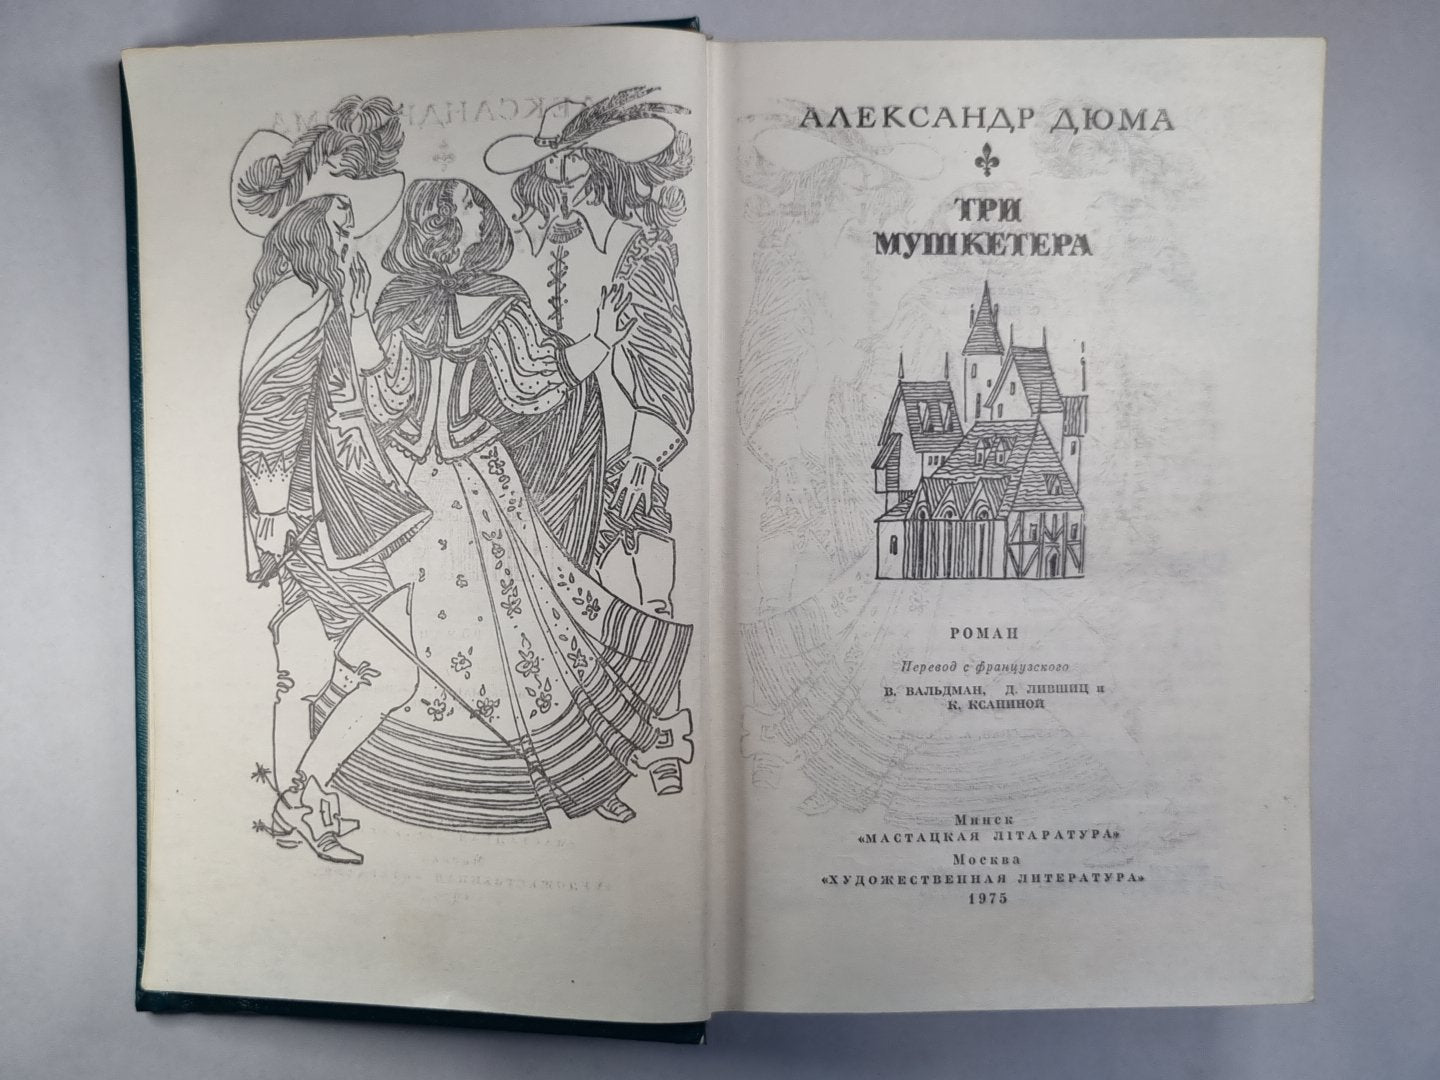 АЛЕКСАНДР ДЮМА
ТРИ
МУШКЕТЕРА
РОМАН
Перевод с французского
В. ВАЛЬДМАН, Д. ЛИВШИЦ и
К. КСАНИНОЙ
Минск
«МАСТАЦКАЯ ЛІТАРАТУРА»
Москва
«ХУДОЖЕСТВЕННАЯ ЛИТЕРАТУРА»
1975